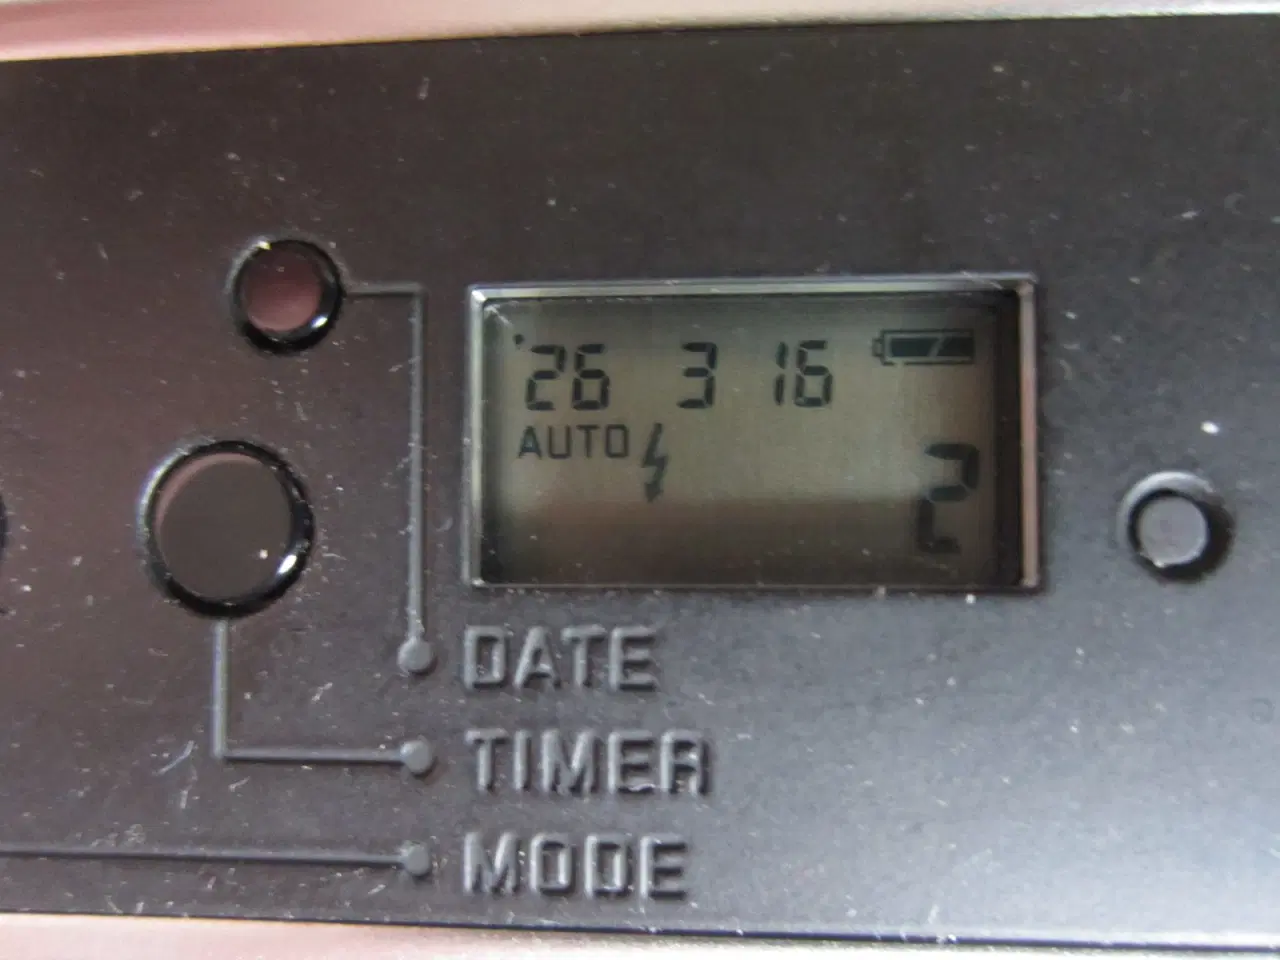 '26 3 16
AUTO
2
DATE
TIMER
MODE